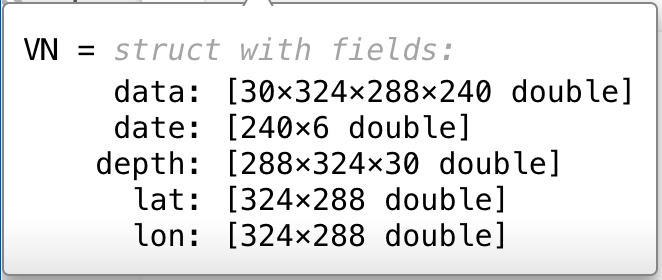 VN = struct with fields:
data: [30×324×288×240 double]
date: [240×6 double]
depth: [288×324×30 double]
lat: [324×288 double]
lon: [324×288 double]